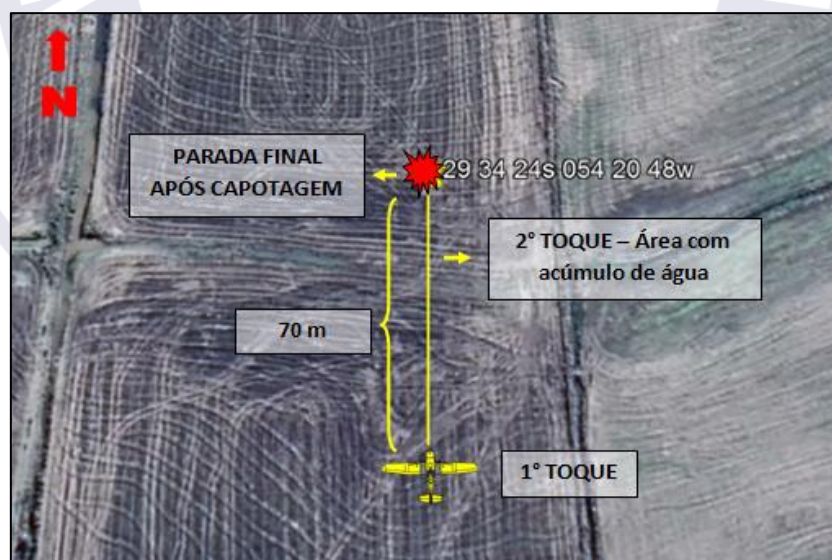 N
PARADA FINAL
APÓS CAPOTAGEM
29 34 24s 054 20 48w
2° TOQUE – Área com
acúmulo de água
70 m
1° TOQUE